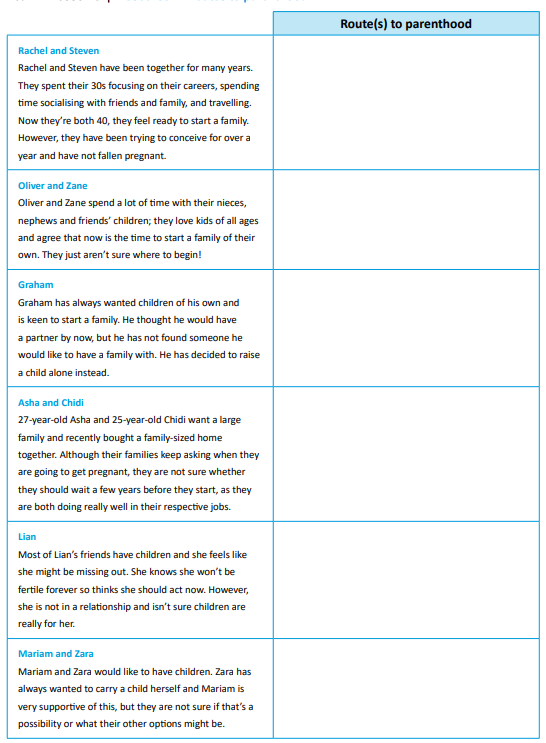 Route(s) to parenthood
Rachel and Steven
Rachel and Steven have been together for many years.
They spent their 30s focusing on their careers, spending
time socialising with friends and family, and travelling.
Now they're both 40, they feel ready to start a family.
However, they have been trying to conceive for over a
year and have not fallen pregnant.
Oliver and Zane
Oliver and Zane spend a lot of time with their nieces,
nephews and friends' children; they love kids of all ages
and agree that now is the time to start a family of their
own. They just aren't sure where to begin!
Graham
Graham has always wanted children of his own and
is keen to start a family. He thought he would have
a partner by now, but he has not found someone he
would like to have a family with. He has decided to raise
a child alone instead.
Asha and Chidi
27-year-old Asha and 25-year-old Chidi want a large
family and recently bought a family-sized home
together. Although their families keep asking when they
are going to get pregnant, they are not sure whether
they should wait a few years before they start, as they
are both doing really well in their respective jobs.
Lian
Most of Lian's friends have children and she feels like
she might be missing out. She knows she won't be
fertile forever so thinks she should act now. However,
she is not in a relationship and isn't sure children are
really for her.
Mariam and Zara
Mariam and Zara would like to have children. Zara has
always wanted to carry a child herself and Mariam is
very supportive of this, but they are not sure if that's a
possibility or what their other options might be.